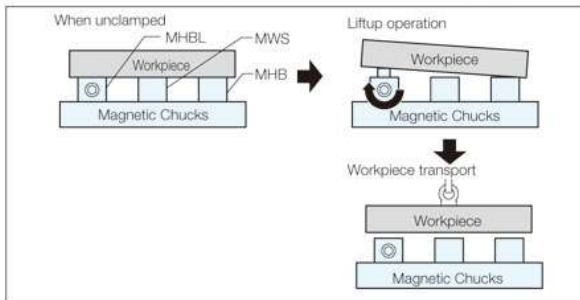 When unclamped
MHBL
MWS
Workpiece
MHB
Magnetic Chucks
Liftup operation
Workpiece
Magnetic Chucks
Workpiece transport
Workpiece
Magnetic Chucks